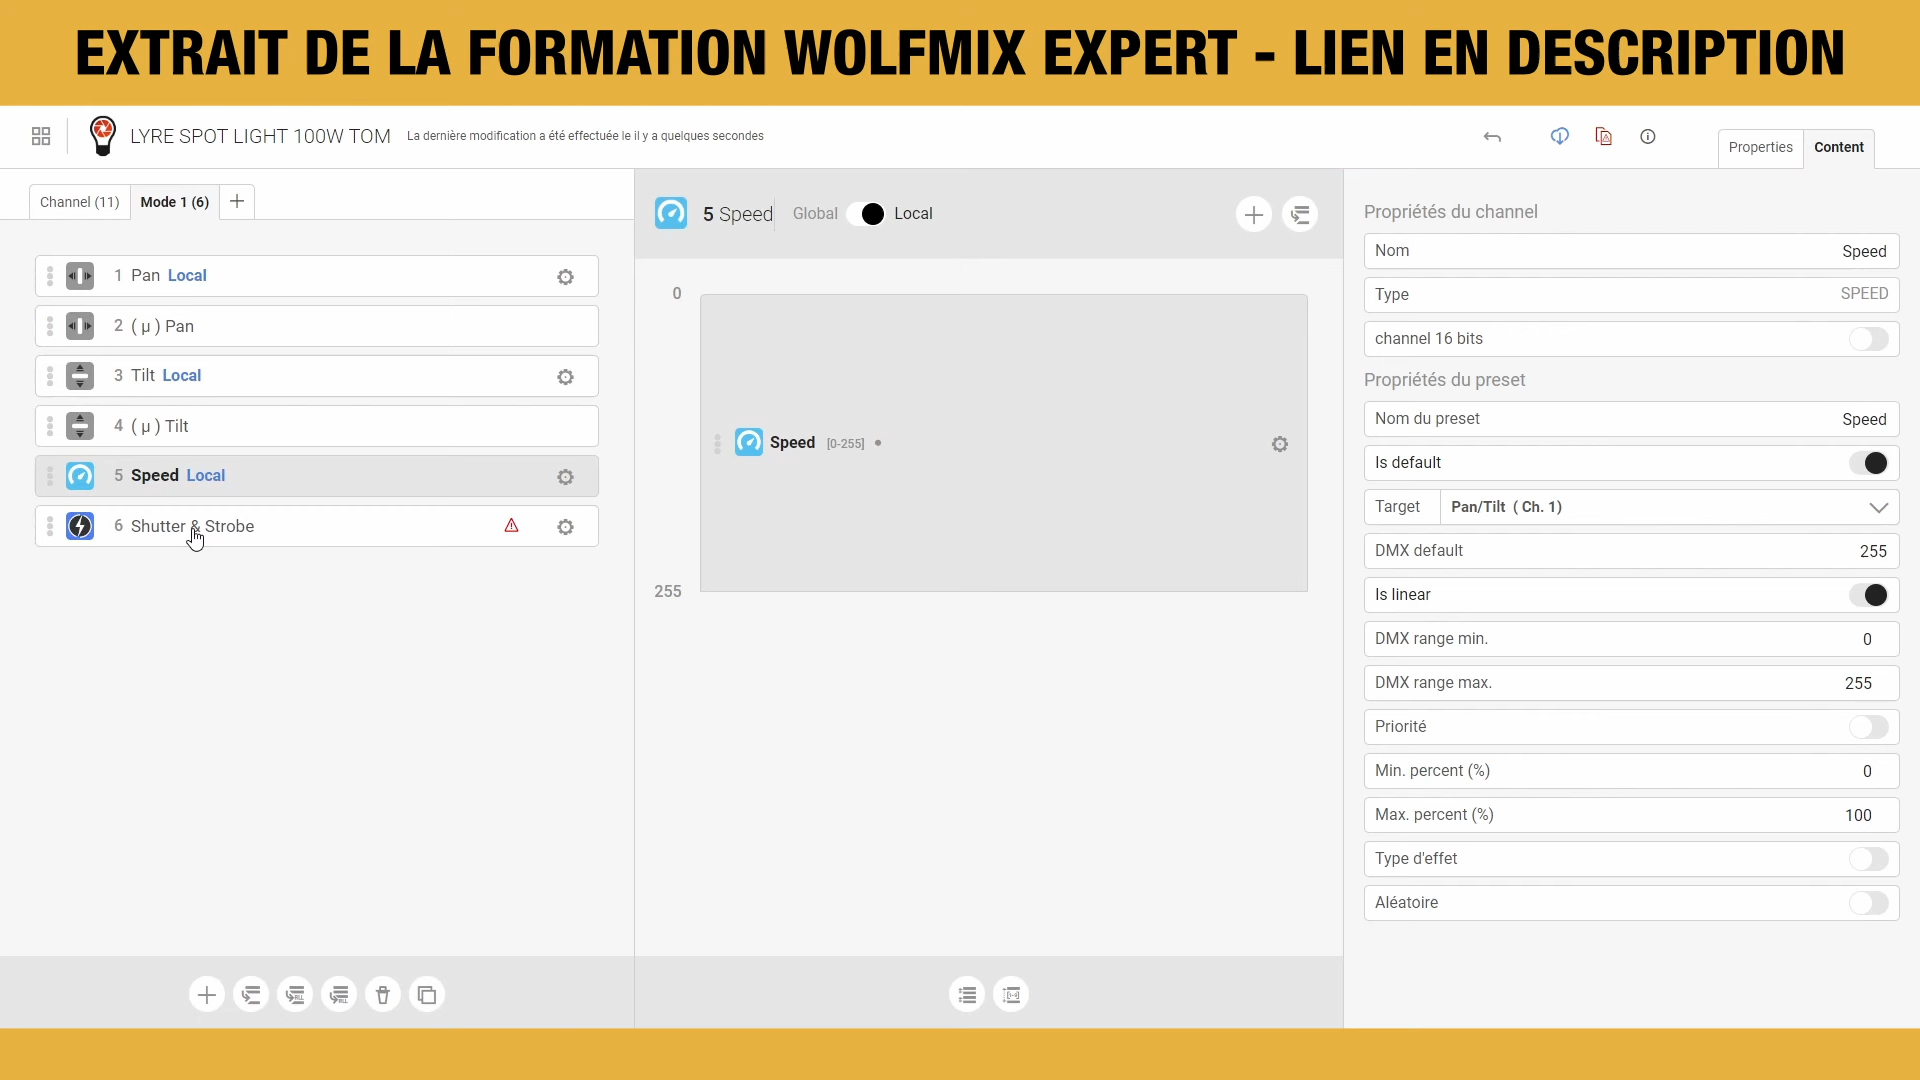 EXTRAIT DE LA FORMATION WOLFMIX EXPERT - LIEN EN DESCRIPTION
LYRE SPOT LIGHT 100W TOM La dernière modification a été effectuée le il y a quelques secondes
Properties Content
Channel (11) Mode 1 (6) +
1 Pan Local
2 ( µ ) Pan
3 Tilt Local
4 ( µ ) Tilt
5 Speed Local
6 Shutter & Strobe
5 Speed Global Local
0
Speed [0-255]
255
Propriétés du channel
Nom Speed
Type SPEED
channel 16 bits
Propriétés du preset
Nom du preset Speed
Is default
Target Pan/Tilt ( Ch. 1)
DMX default 255
Is linear
DMX range min. 0
DMX range max. 255
Priorité
Min. percent (%) 0
Max. percent (%) 100
Type d'effet
Aléatoire